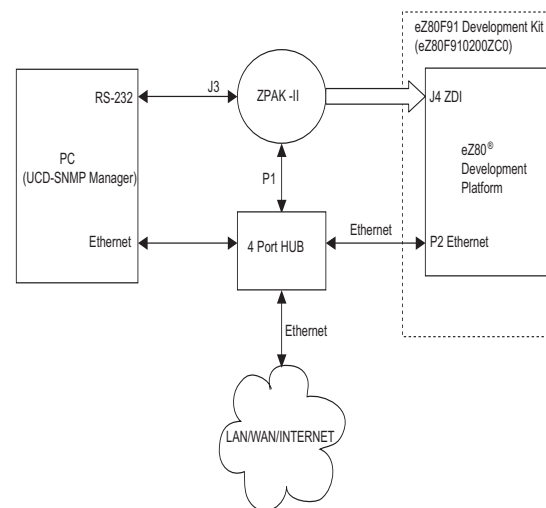 eZ80F91 Development Kit
(eZ80F910200ZC0)
RS-232
J3
ZPAK -II
J4 ZDI
PC
(UCD-SNMP Manager)
eZ80®
Development
Platform
P1
Ethernet
4 Port HUB
Ethernet
P2 Ethernet
Ethernet
LAN/WAN/INTERNET